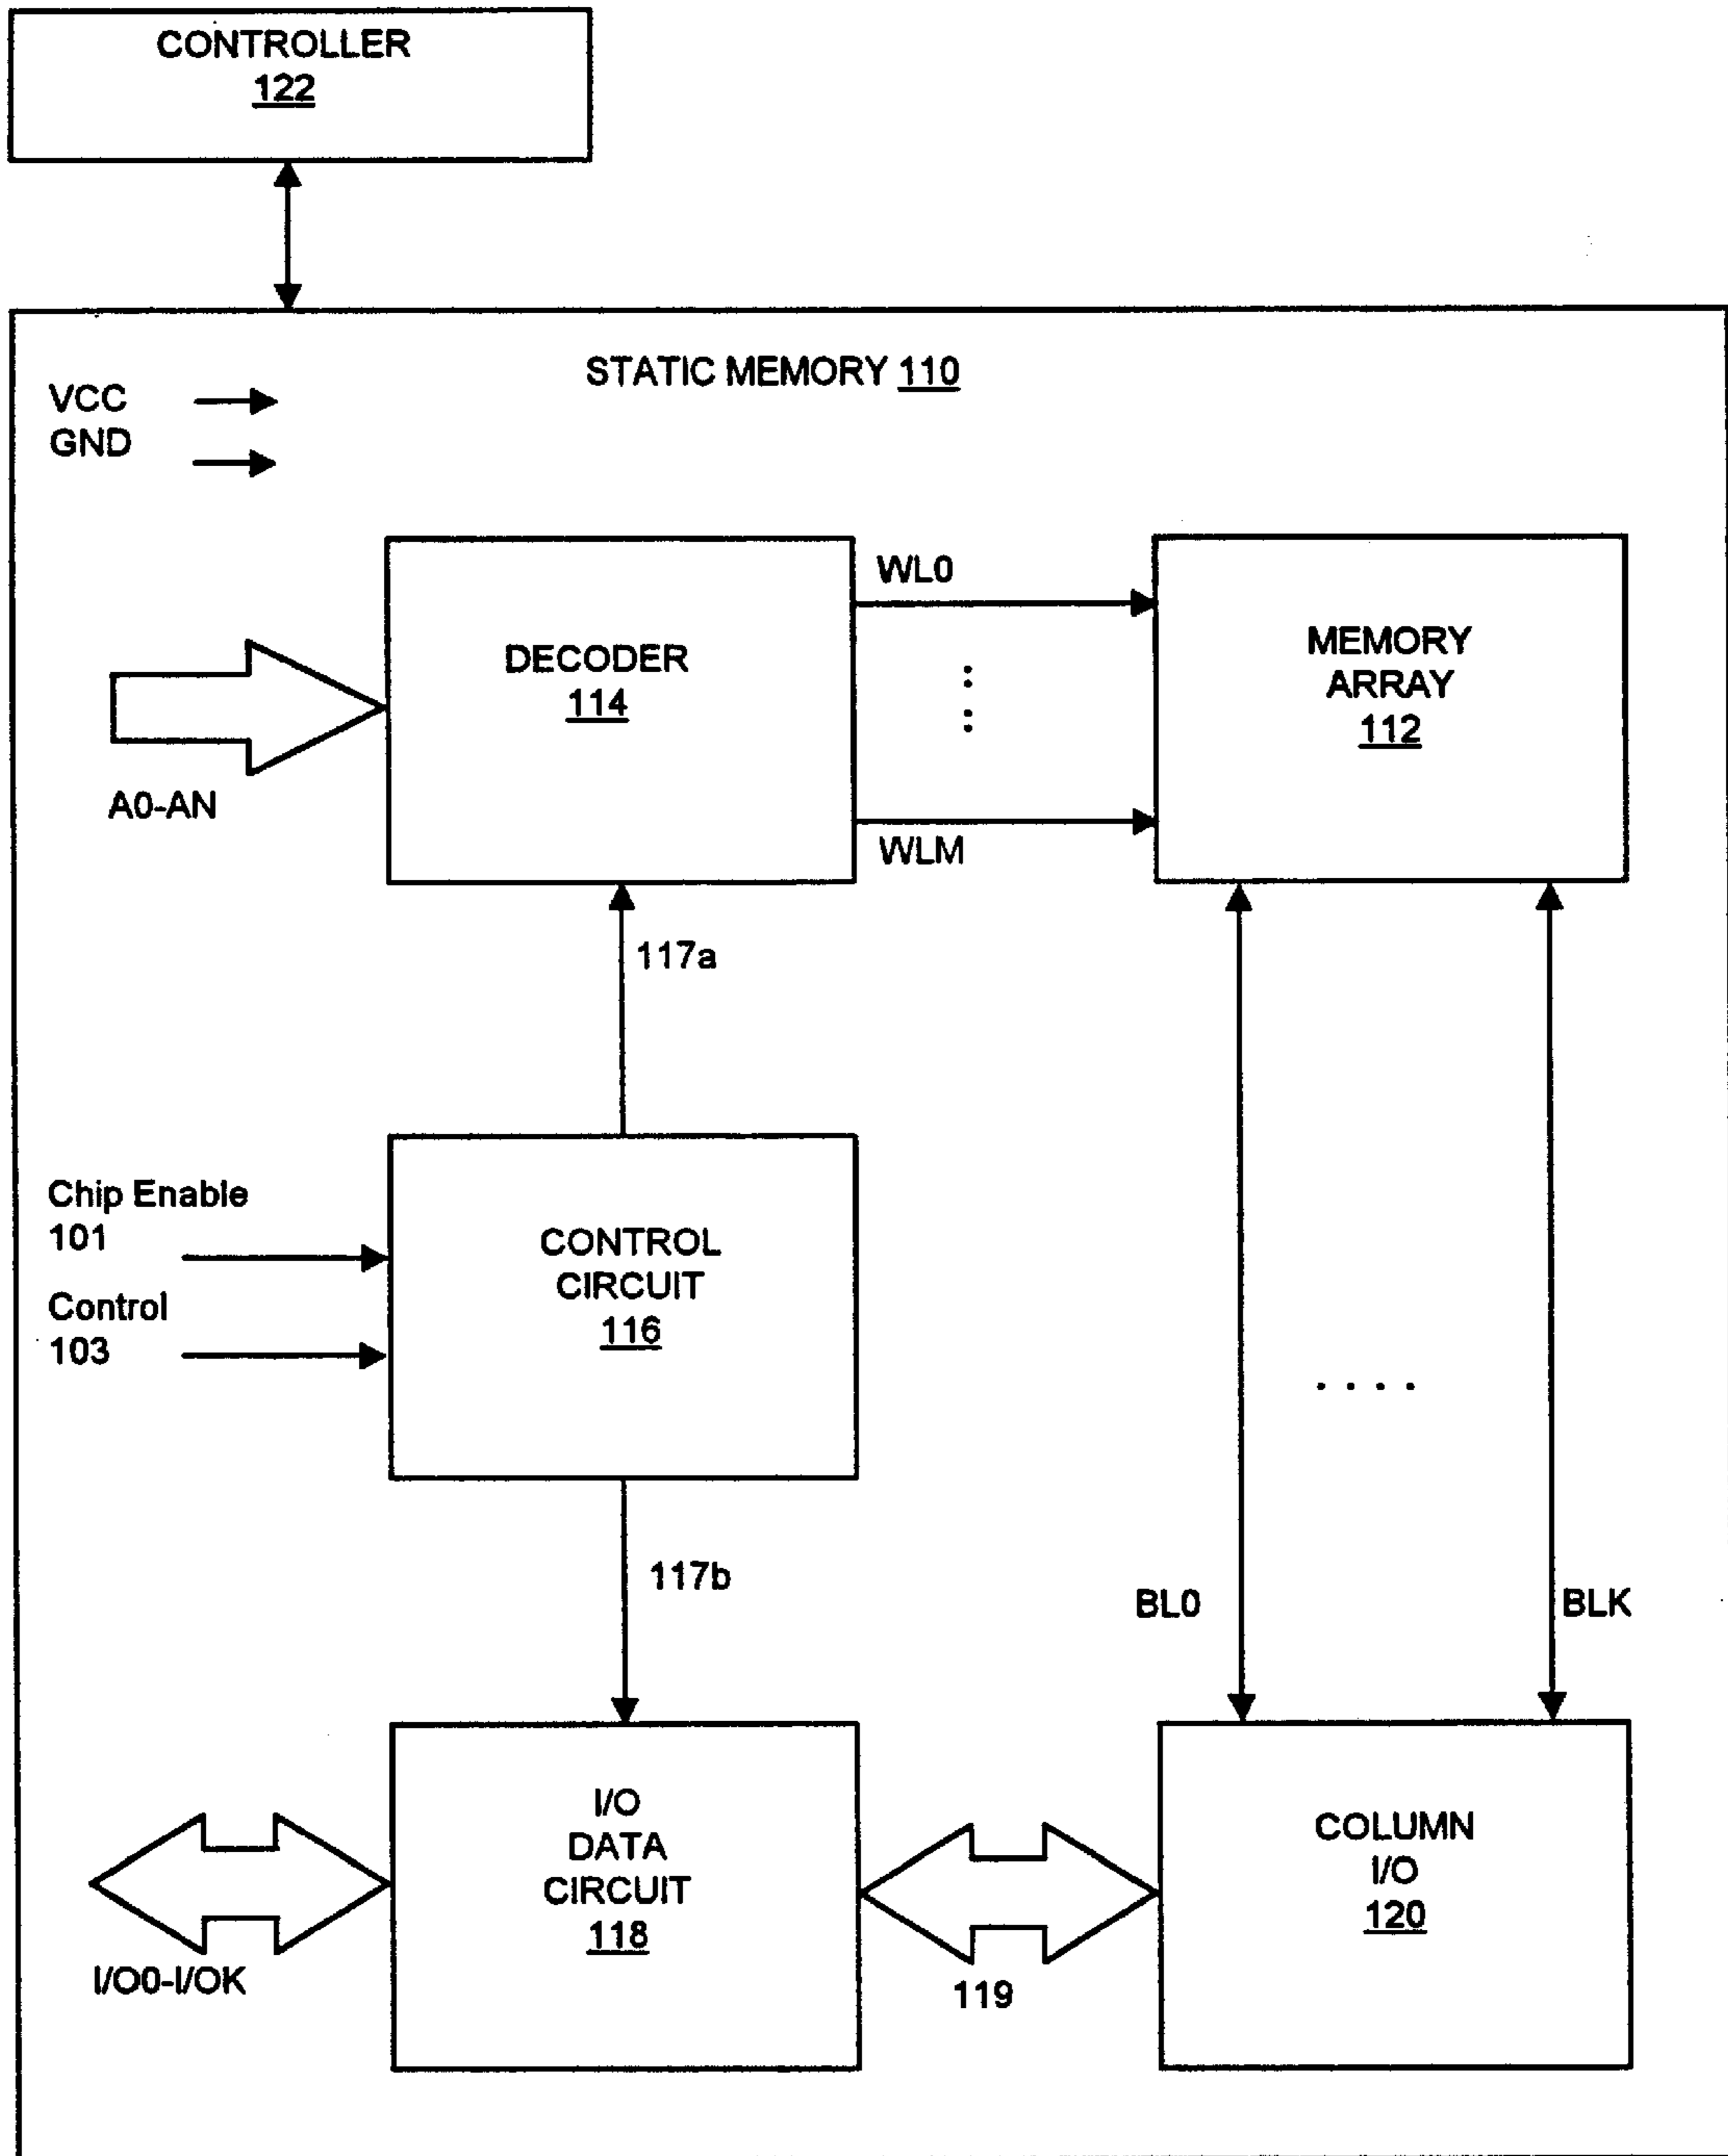 CONTROLLER
122
STATIC MEMORY 110
VCC
GND
WL0
DECODER
114
MEMORY
ARRAY
112
A0-AN
WLM
117a
Chip Enable
101
Control
103
CONTROL
CIRCUIT
116
117b
BL0
BLK
I/O
DATA
CIRCUIT
118
COLUMN
I/O
120
I/O0-I/OK
119